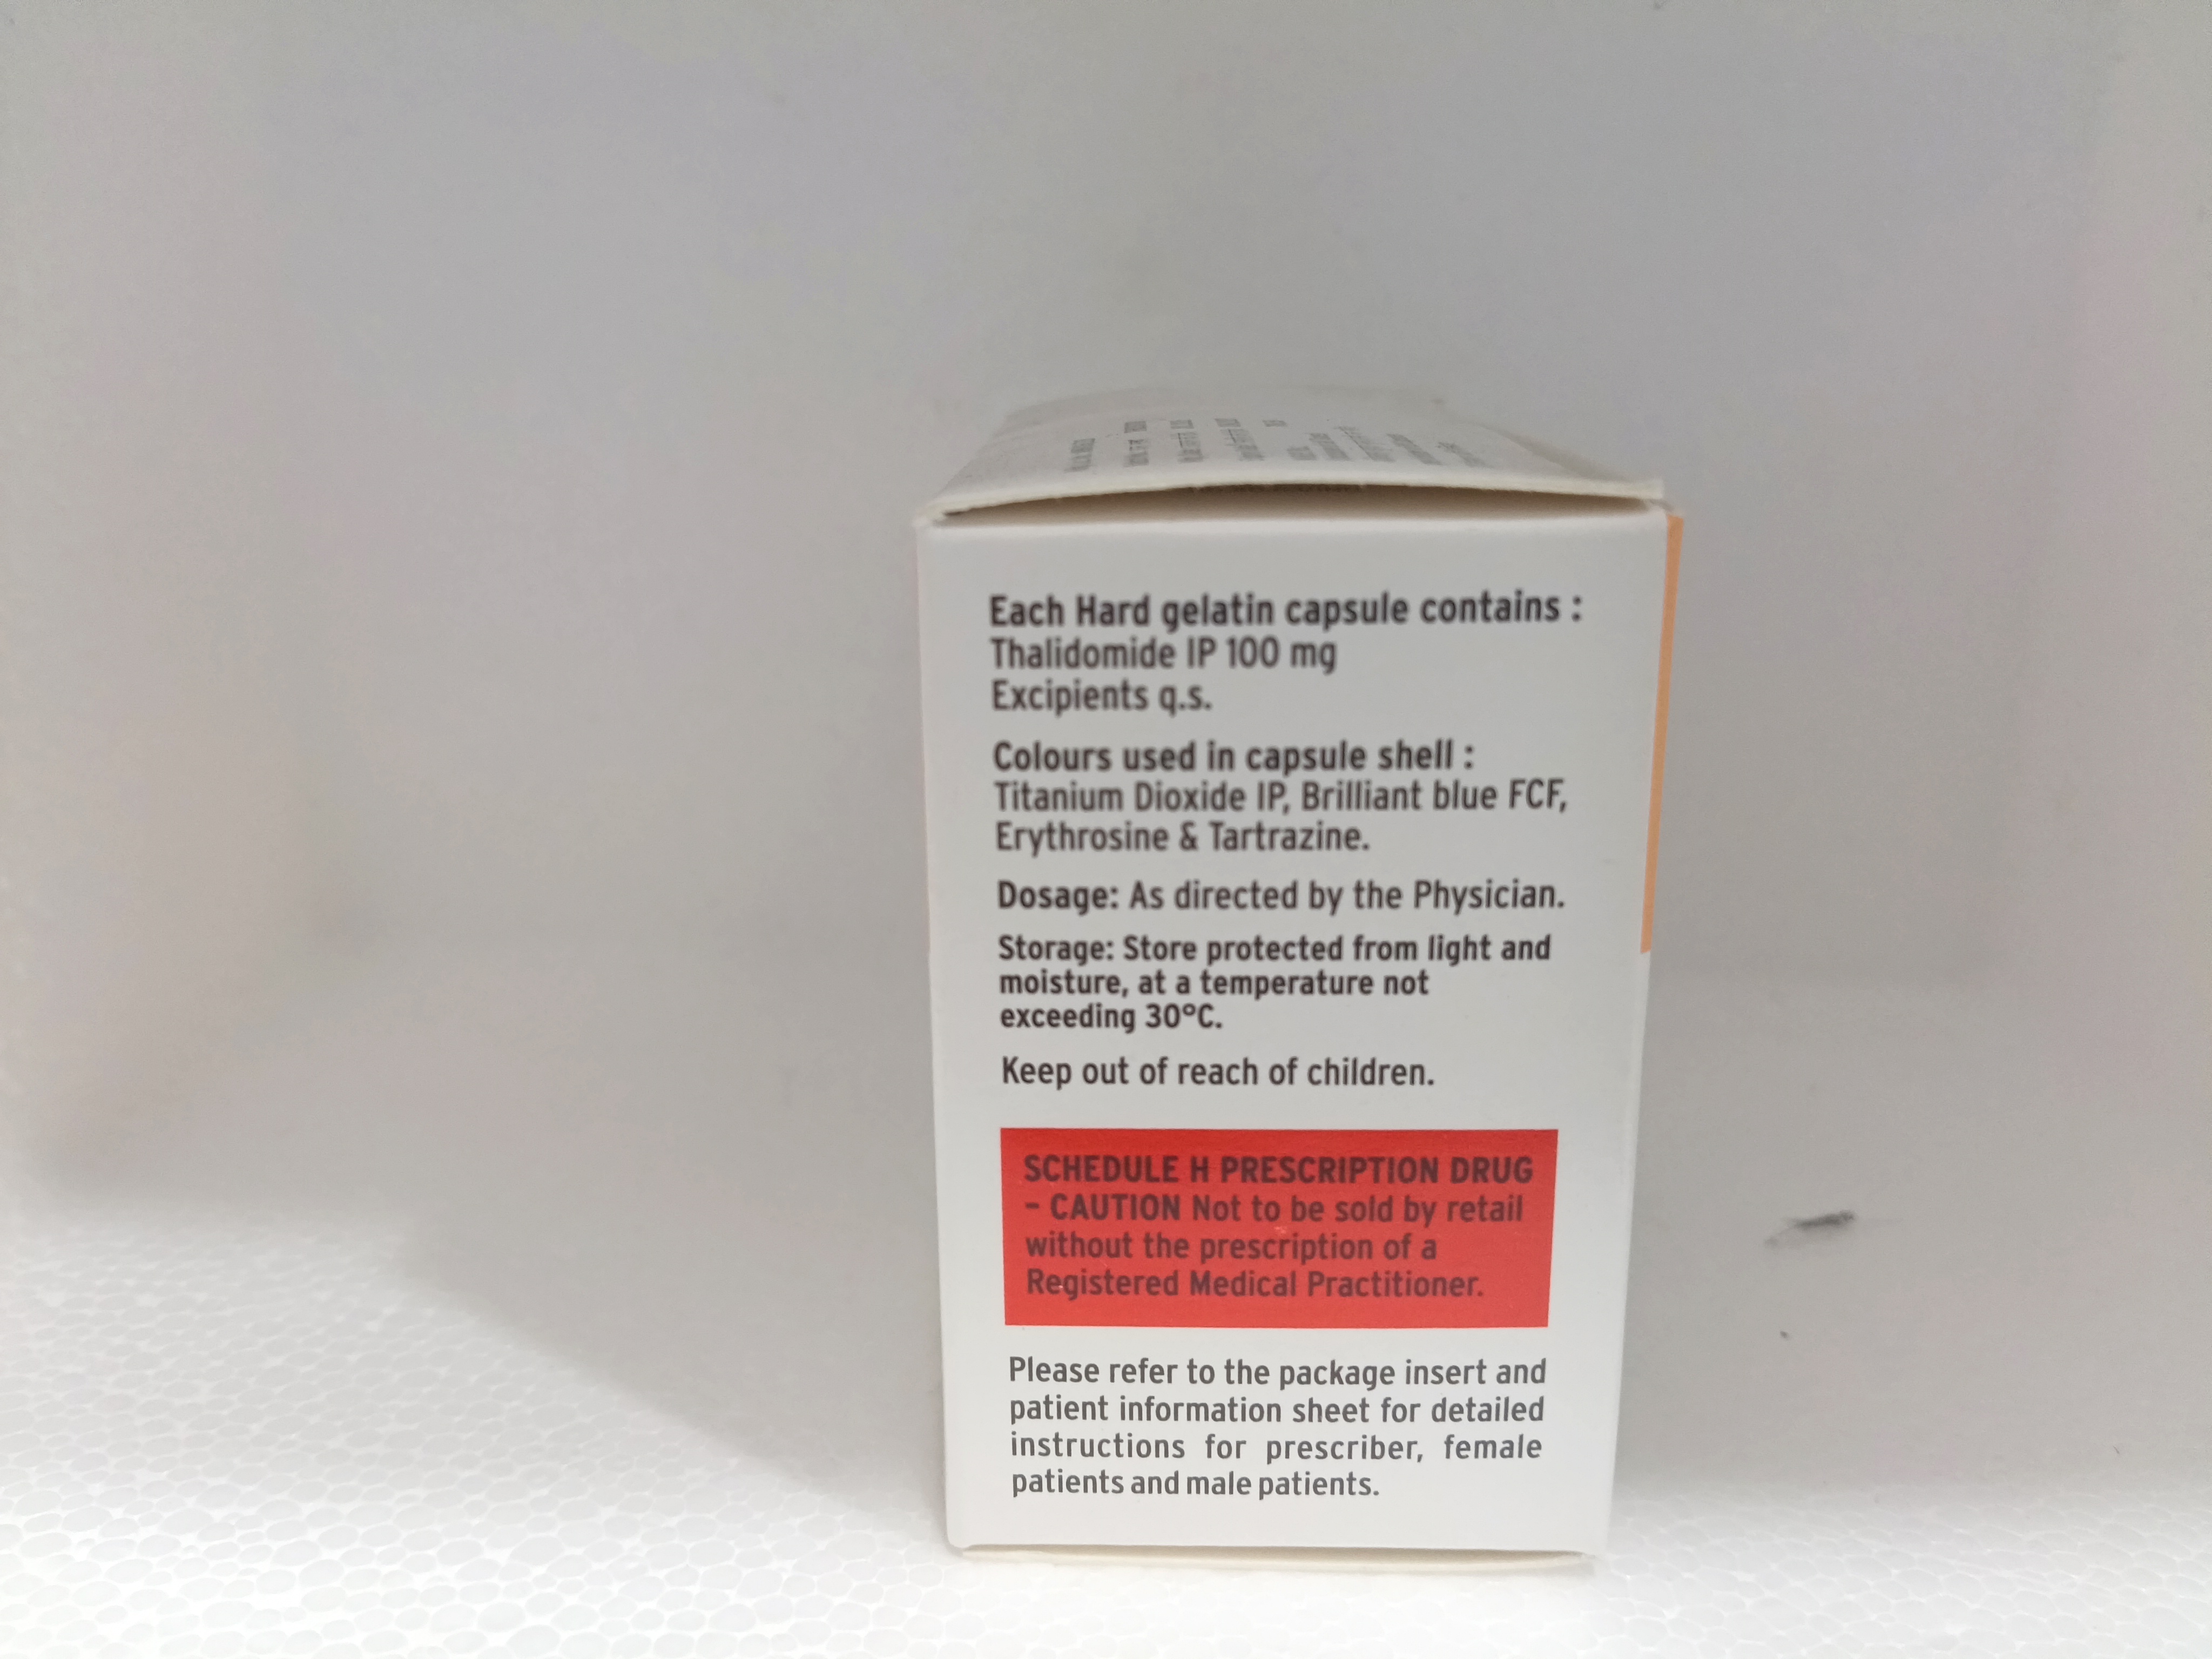 Each Hard gelatin capsule contains :
Thalidomide IP 100 mg
Excipients q.s.
Colours used in capsule shell :
Titanium Dioxide IP, Brilliant blue FCF,
Erythrosine & Tartrazine.
Dosage: As directed by the Physician.
Storage: Store protected from light and
moisture, at a temperature not
exceeding 30°C.
Keep out of reach of children.
SCHEDULE H PRESCRIPTION DRUG
– CAUTION Not to be sold by retail
without the prescription of a
Registered Medical Practitioner.
Please refer to the package insert and
patient information sheet for detailed
instructions for prescriber, female
patients and male patients.